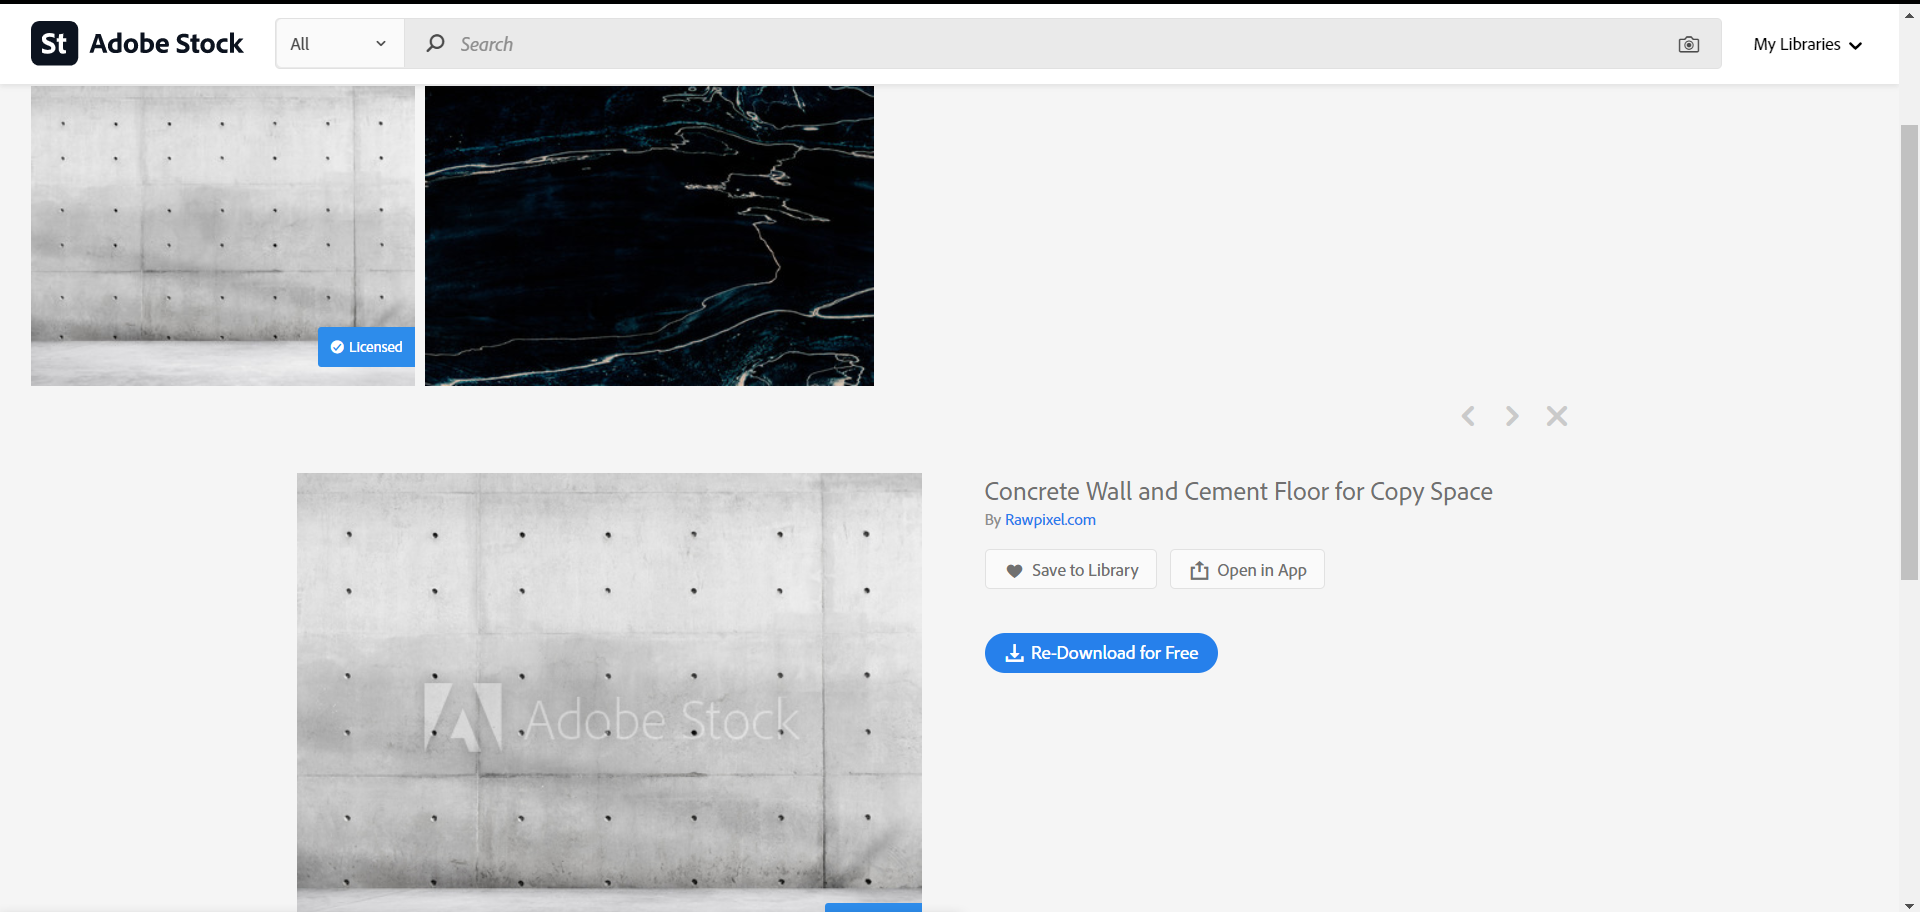 St Adobe Stock
All
Search
My Libraries
Licensed
Concrete Wall and Cement Floor for Copy Space
By Rawpixel.com
Save to Library
Open in App
Re-Download for Free
Adobe Stock